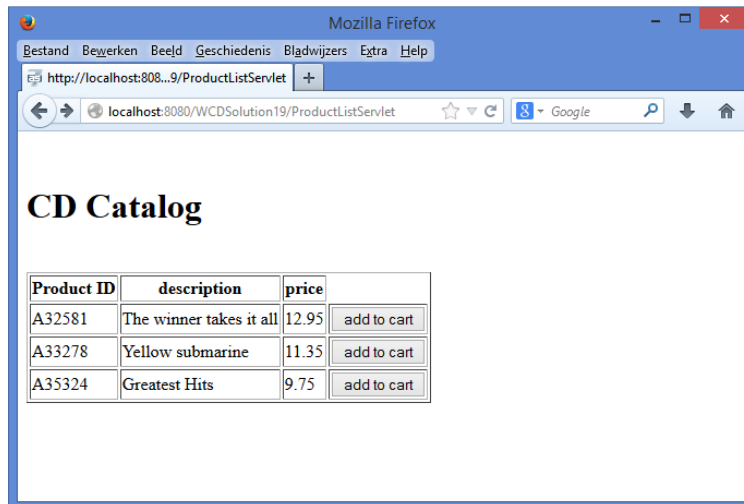 Mozilla Firefox
Bestand Bewerken Beeld Geschiedenis Bladwijzers Extra Help
http://localhost:808...9/ProductListServlet +
localhost:8080/WCDSolution19/ProductListServlet 8 Google
CD Catalog
Product ID description price
A32581 The winner takes it all 12.95 add to cart
A33278 Yellow submarine 11.35 add to cart
A35324 Greatest Hits 9.75 add to cart